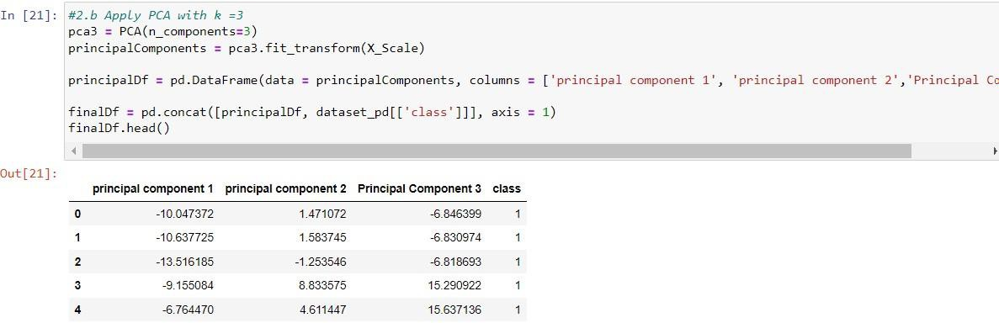 In [21]: #2.b Apply PCA with k =3
pca3 = PCA(n_components=3)
principalComponents = pca3.fit_transform(X_Scale)
principalDf = pd.DataFrame(data = principalComponents, columns = ['principal component 1', 'principal component 2','Principal Co
finalDf = pd.concat([principalDf, dataset_pd[['class']]], axis = 1)
finalDf.head()
Out[21]:
principal component 1 principal component 2 Principal Component 3 class
0 -10.047372 1.471072 -6.846399 1
1 -10.637725 1.583745 -6.830974 1
2 -13.516185 -1.253546 -6.818693 1
3 -9.155084 8.833575 15.290922 1
4 -6.764470 4.611447 15.637136 1